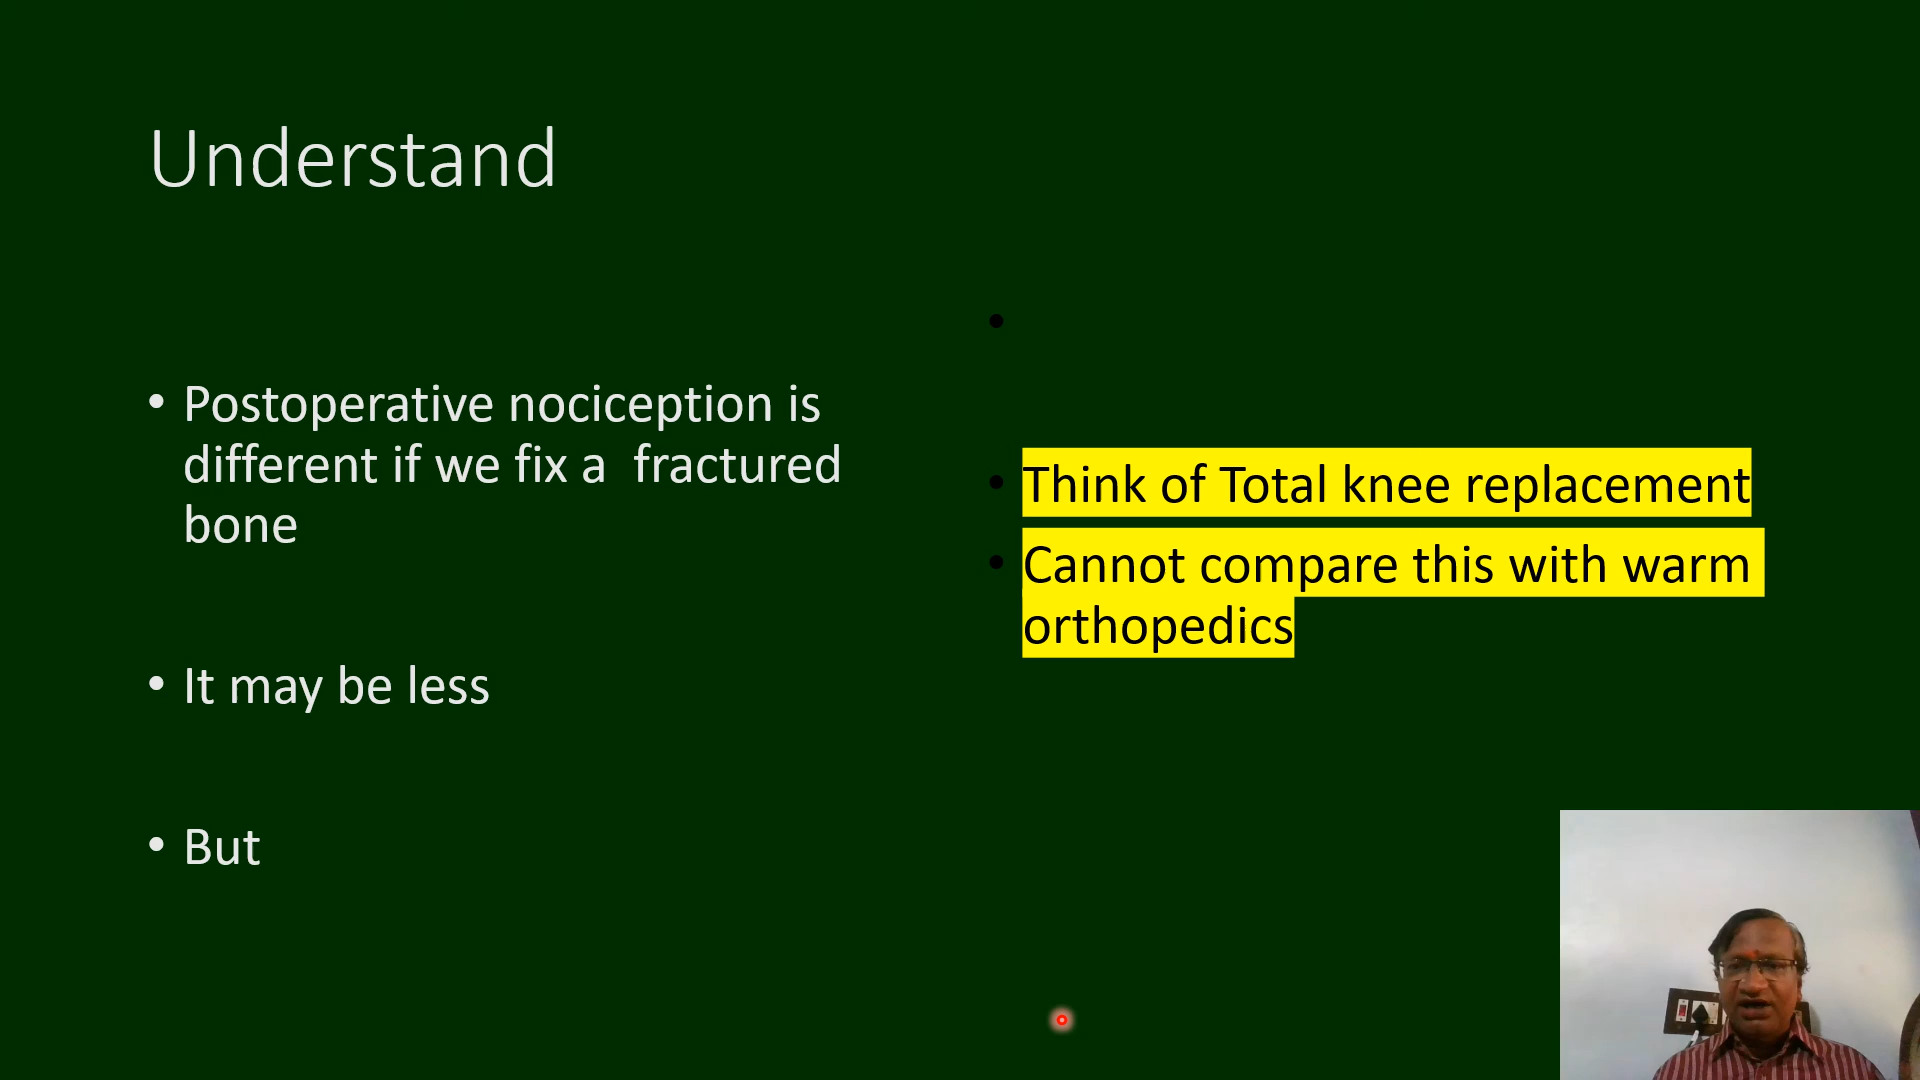 Understand
• Postoperative nociception is
different if we fix a  fractured
bone
• It may be less
• But
•
• Think of Total knee replacement
• Cannot compare this with warm
orthopedics